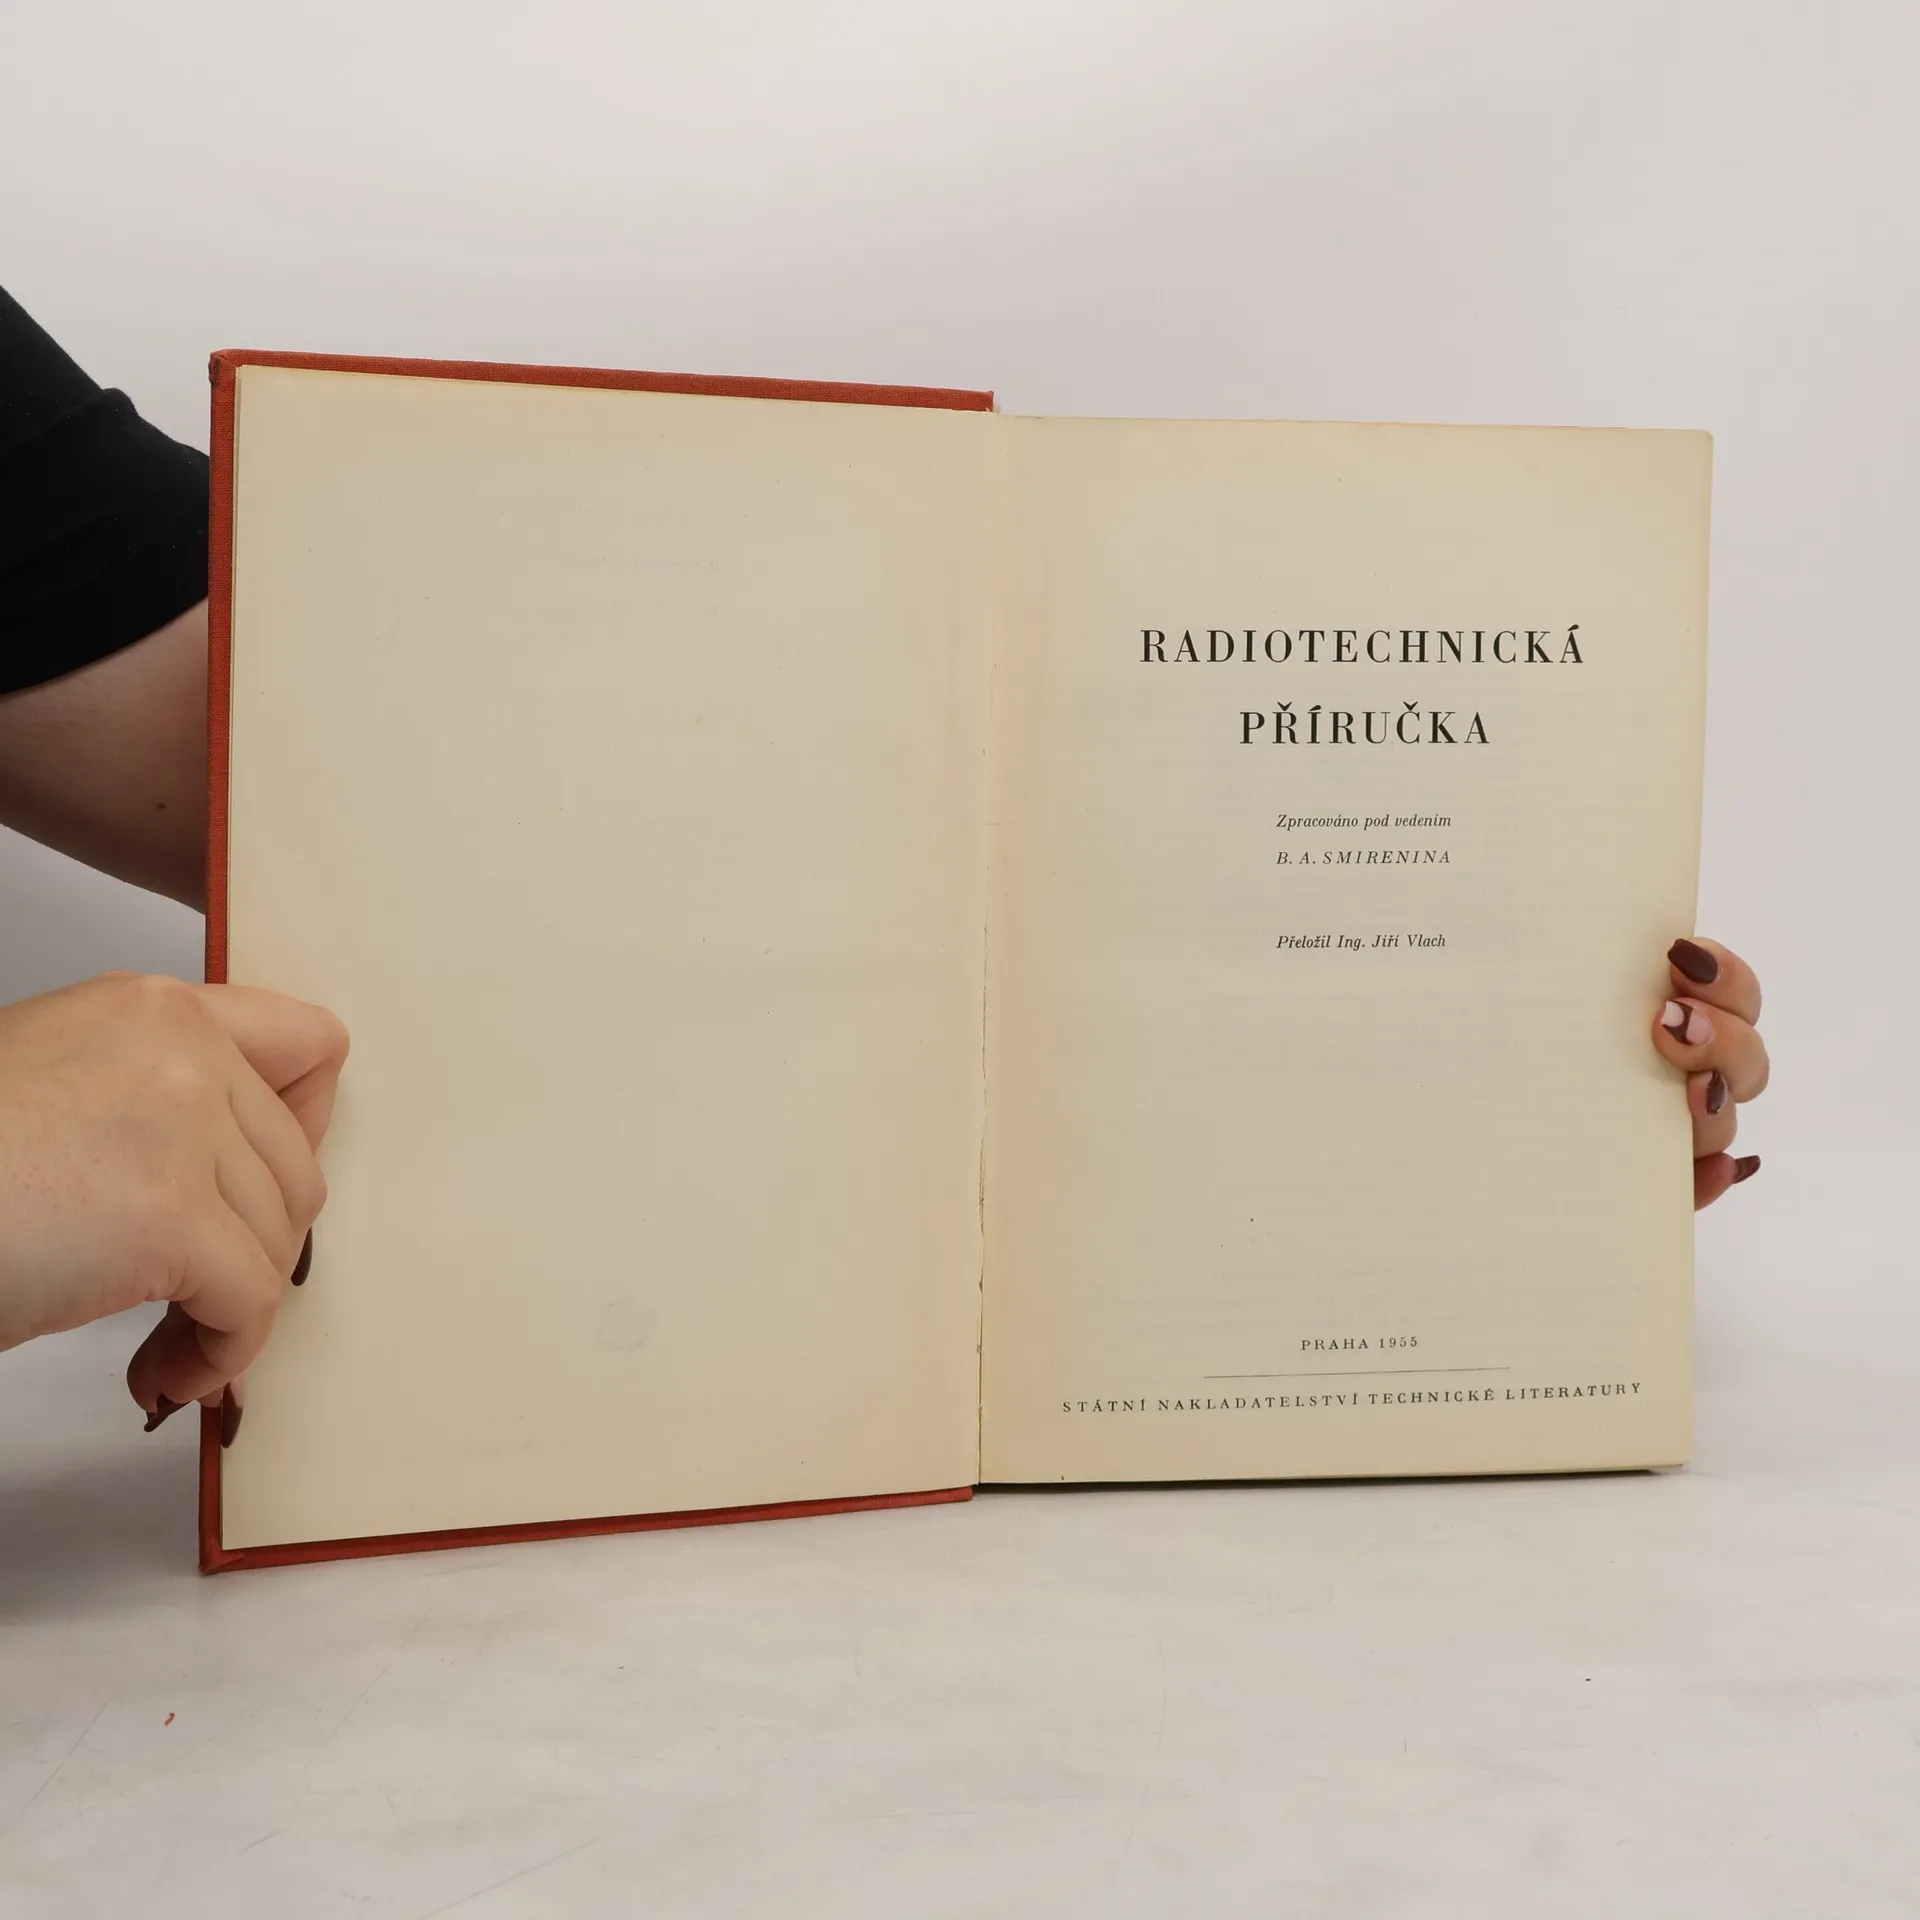 RADIOTECHNICKÁ
PŘÍRUČKA
Zpracováno pod vedením
B. A. SMIRENINA
Přeložil Ing. Jiří Vlach
PRAHA 1955
STÁTNÍ NAKLADATELSTVÍ TECHNICKÉ LITERATURY